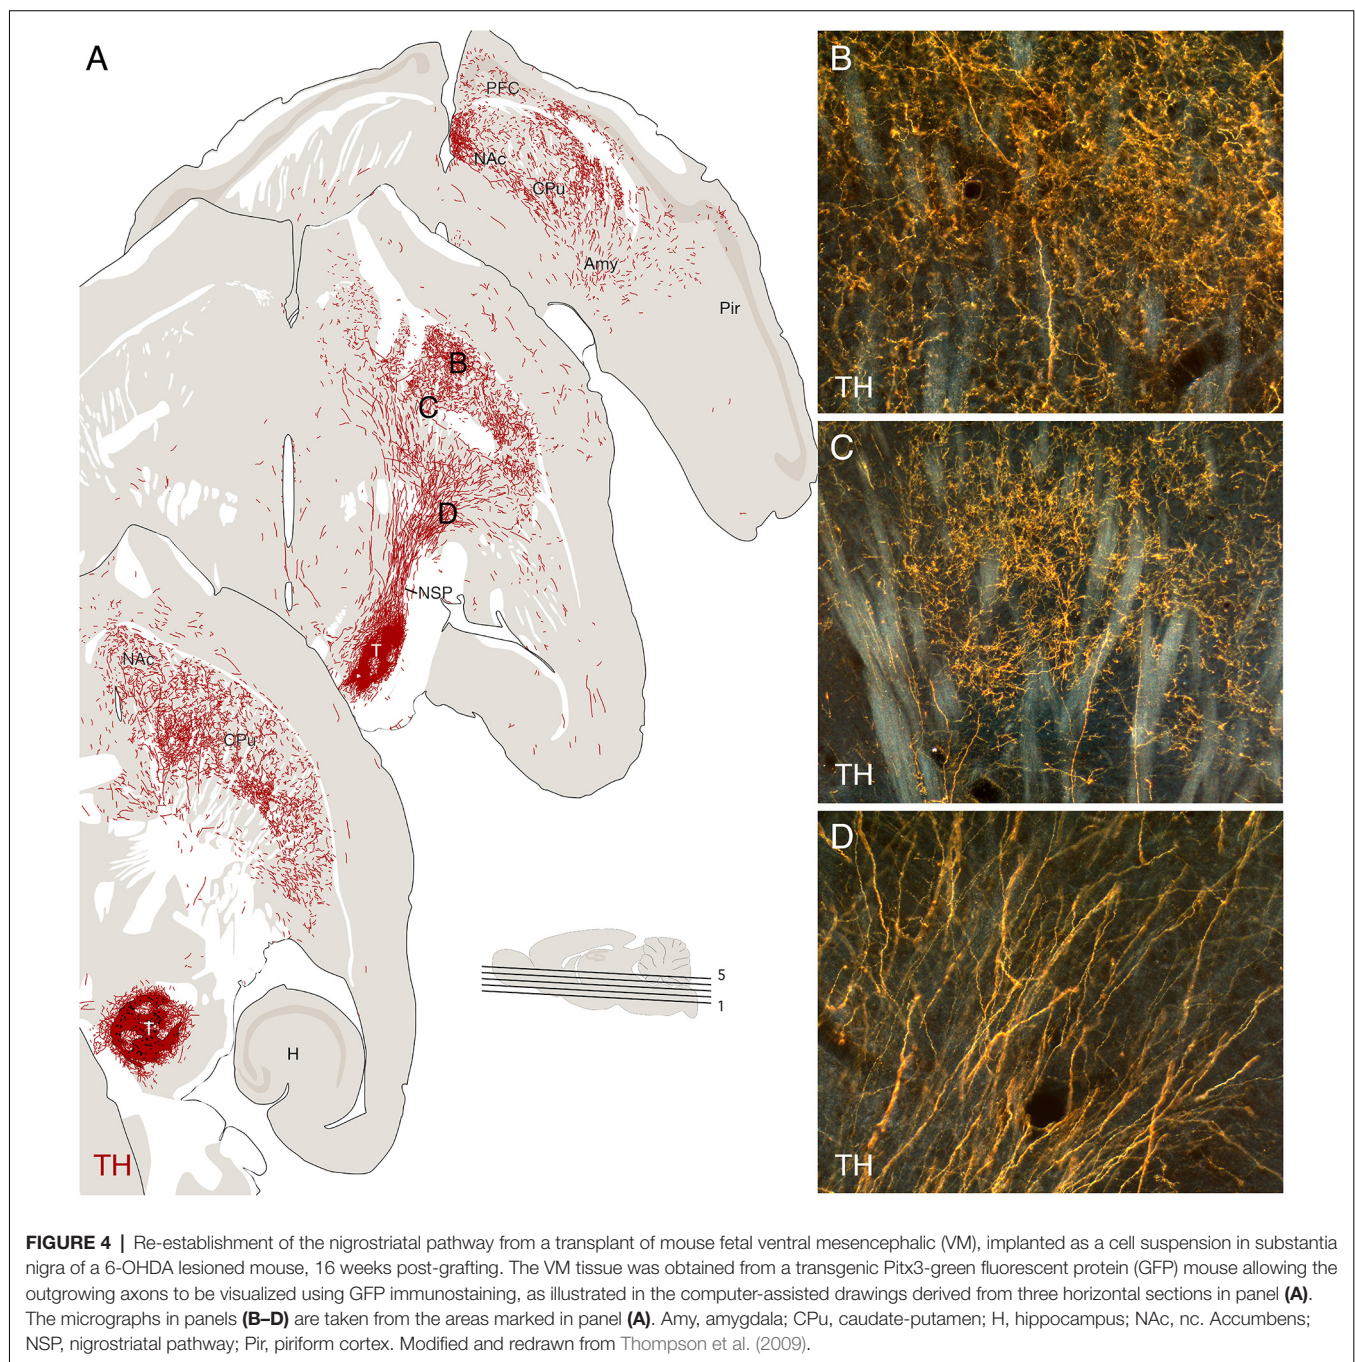 A
PFC
NAc
CPu
Amy
Pir
B
C
D
NSP
T
NAc
CPu
T
H
5
1
TH
B
TH
C
TH
D
TH
FIGURE 4 | Re-establishment of the nigrostriatal pathway from a transplant of mouse fetal ventral mesencephalic (VM), implanted as a cell suspension in substantia
nigra of a 6-OHDA lesioned mouse, 16 weeks post-grafting. The VM tissue was obtained from a transgenic Pitx3-green fluorescent protein (GFP) mouse allowing the
outgrowing axons to be visualized using GFP immunostaining, as illustrated in the computer-assisted drawings derived from three horizontal sections in panel (A).
The micrographs in panels (B–D) are taken from the areas marked in panel (A). Amy, amygdala; CPu, caudate-putamen; H, hippocampus; NAc, nc. Accumbens;
NSP, nigrostriatal pathway; Pir, piriform cortex. Modified and redrawn from Thompson et al. (2009).